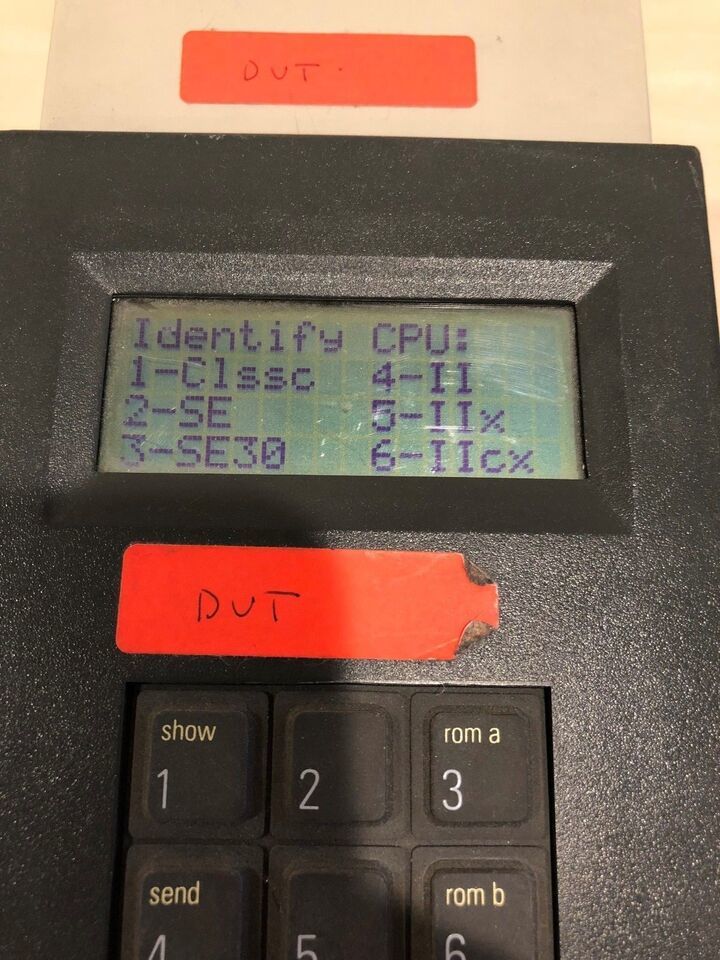 DUT.
Identify CPU:
1-Clssc 4-II
2-SE 5-IIx
3-SE30 6-IIcx
DUT
show rom a
1 2 3
send rom b
4 5 6